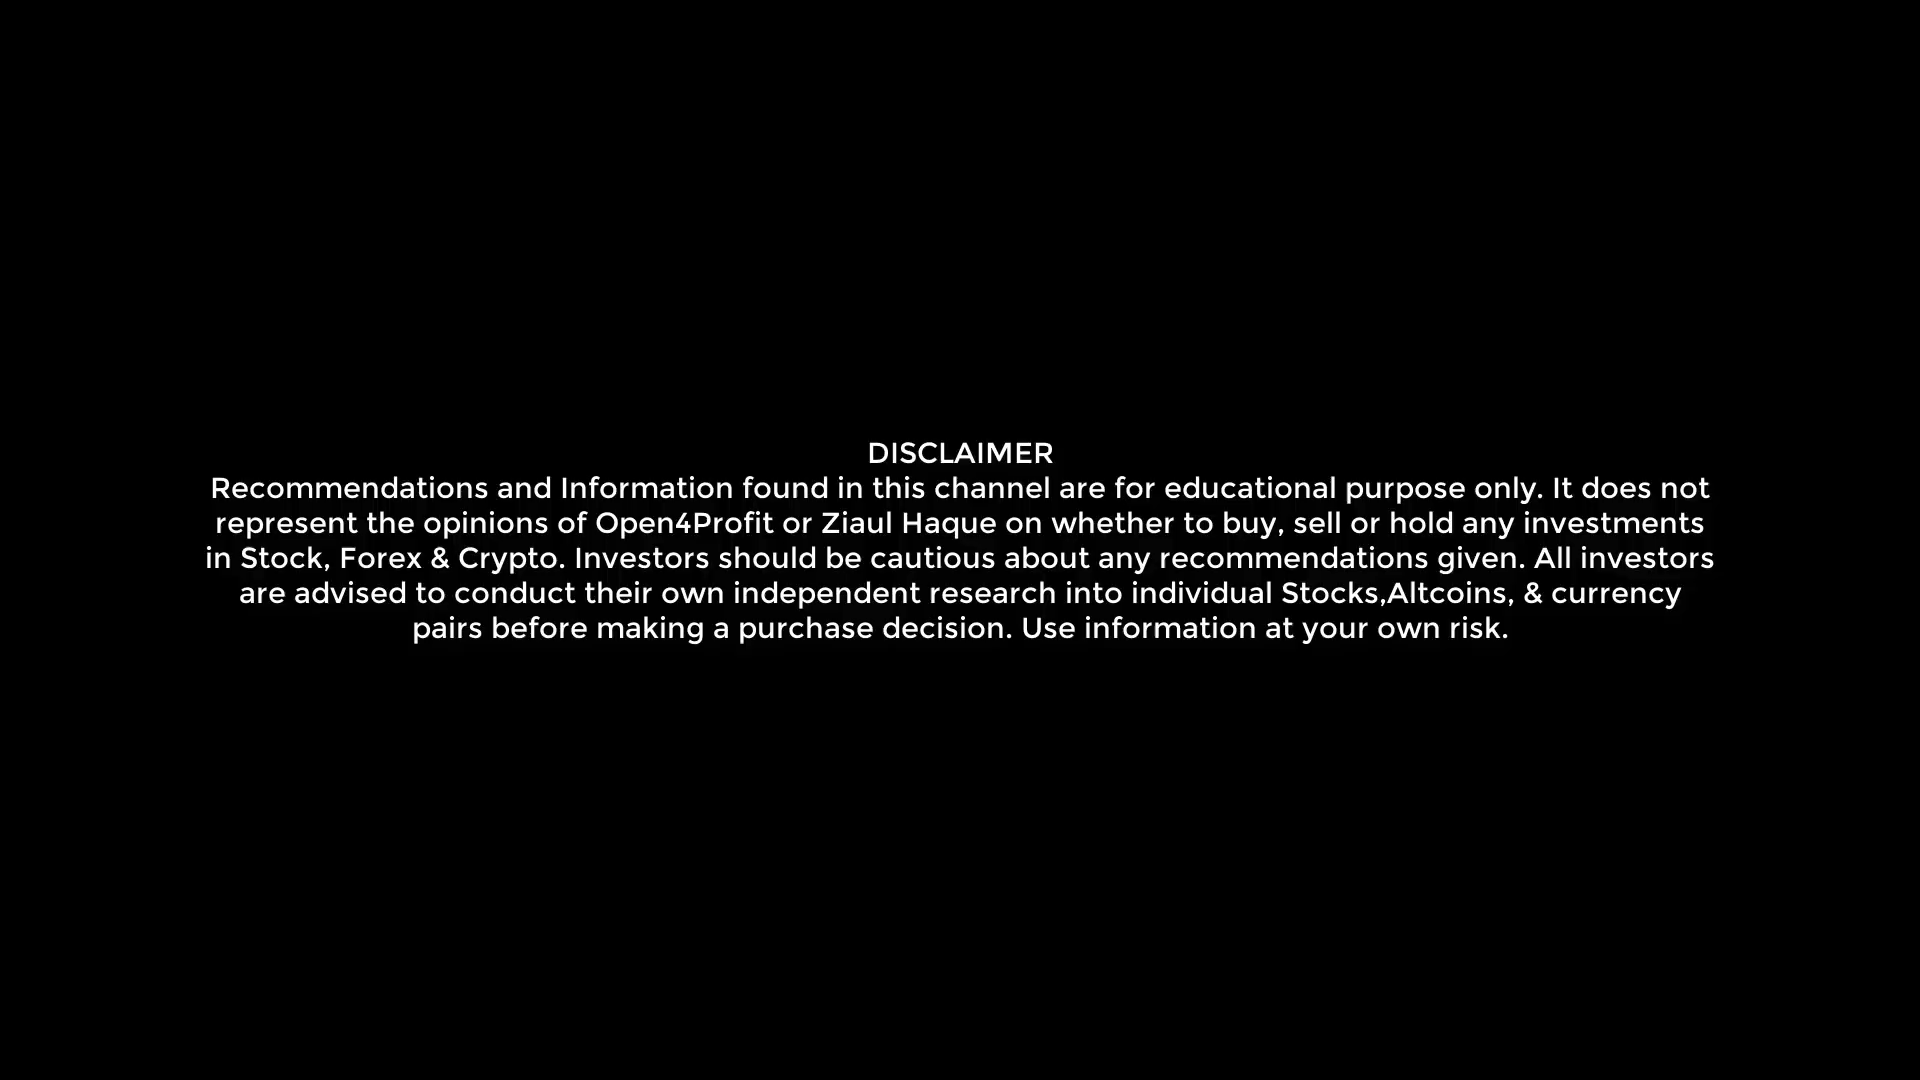 DISCLAIMER
Recommendations and Information found in this channel are for educational purpose only. It does not
represent the opinions of Open4Profit or Ziaul Haque on whether to buy, sell or hold any investments
in Stock, Forex & Crypto. Investors should be cautious about any recommendations given. All investors
are advised to conduct their own independent research into individual Stocks,Altcoins, & currency
pairs before making a purchase decision. Use information at your own risk.